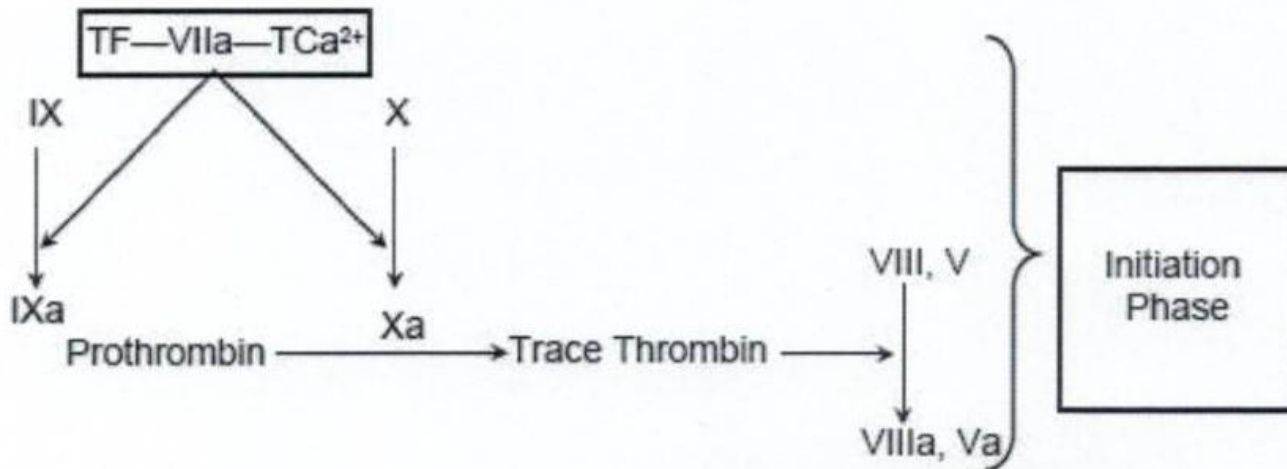 TF—VIIa—TCa²⁺
IX
X
IXa
Xa
Prothrombin
Trace Thrombin
VIII, V
VIIIa, Va
Initiation
Phase